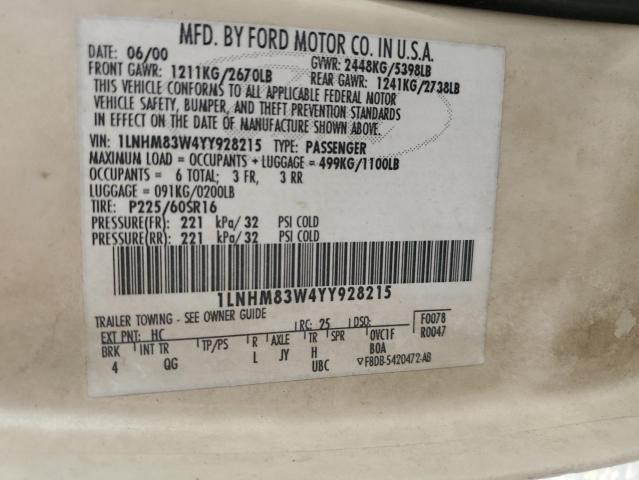 MFD. BY FORD MOTOR CO. IN U.S.A.
DATE: 06/00 GVWR: 2448KG/5398LB
FRONT GAWR: 1211KG/2670LB REAR GAWR: 1241KG/2738LB
THIS VEHICLE CONFORMS TO ALL APPLICABLE FEDERAL MOTOR
VEHICLE SAFETY, BUMPER, AND THEFT PREVENTION STANDARDS
IN EFFECT ON THE DATE OF MANUFACTURE SHOWN ABOVE.
VIN: 1LNHM83W4YY928215 TYPE: PASSENGER
MAXIMUM LOAD = OCCUPANTS + LUGGAGE = 499KG/1100LB
OCCUPANTS = 6 TOTAL; 3 FR, 3 RR
LUGGAGE = 091KG/0200LB
TIRE: P225/60SR16
PRESSURE(FR): 221 kPa/ 32 PSI COLD
PRESSURE(RR): 221 kPa/ 32 PSI COLD
1LNHM83W4YY928215
TRAILER TOWING - SEE OWNER GUIDE
EXT PNT: HC RC: 25 DSO: F0078
BRK INT TR TP/PS R AXLE TR SPR 0VC1F R0047
4 QG L JY H B0A
UBC ▽F8DB-5420472-AB